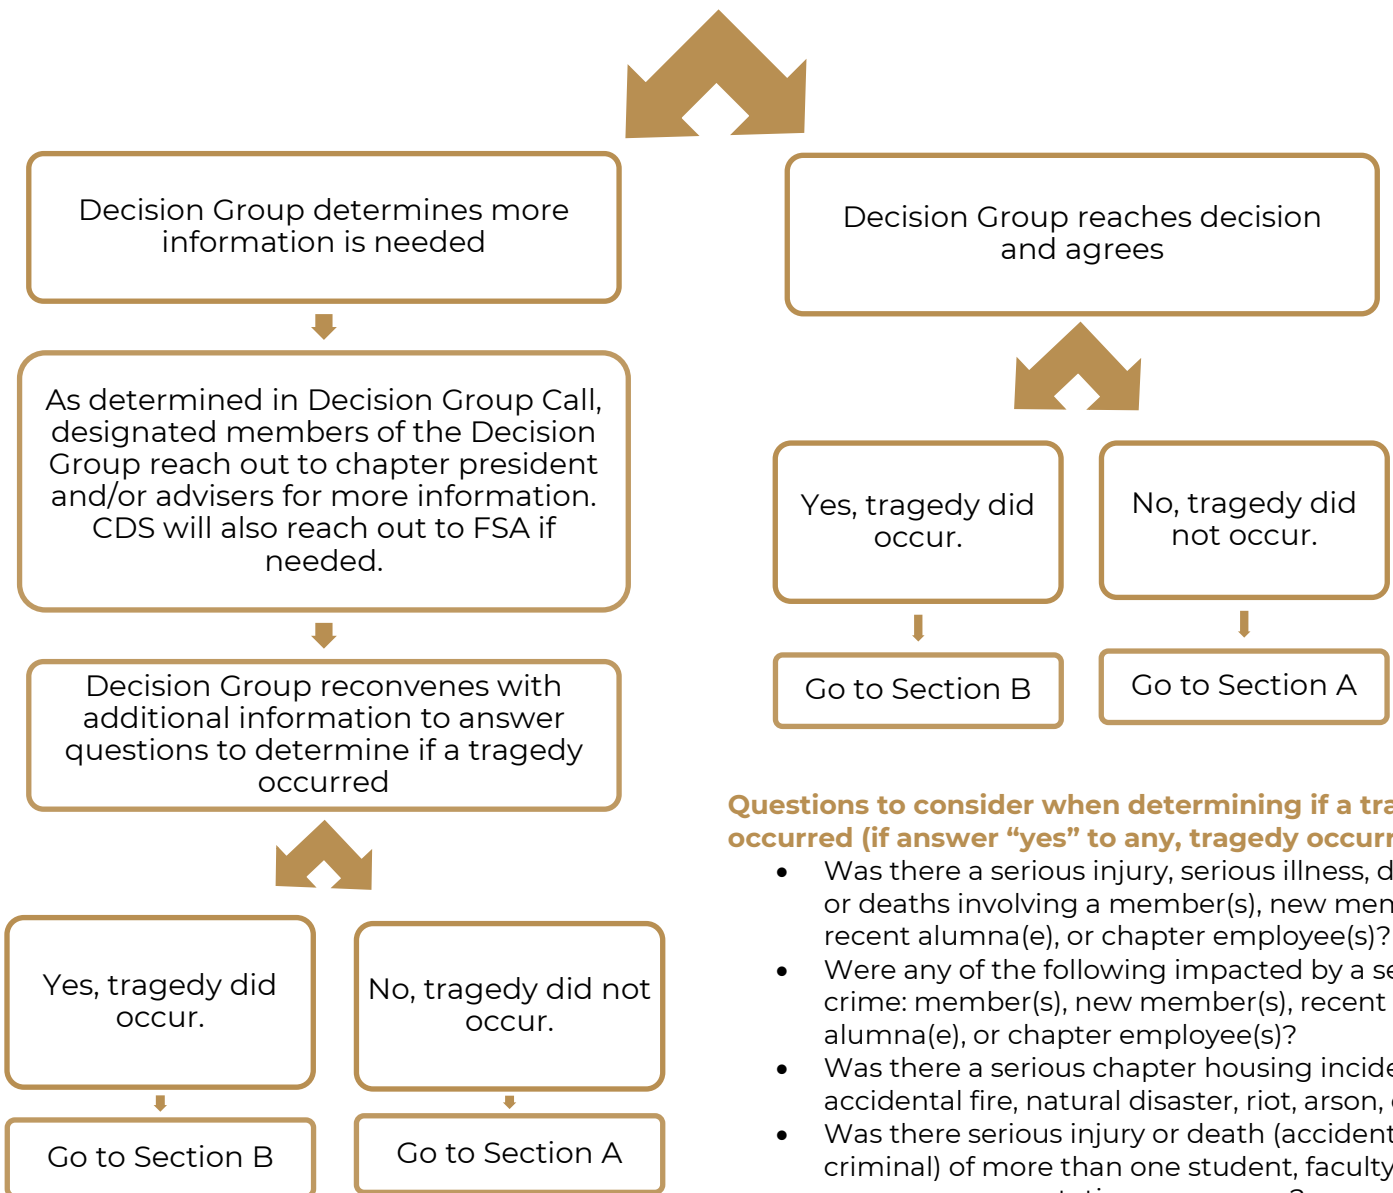 Decision Group determines more
information is needed
As determined in Decision Group Call,
designated members of the Decision
Group reach out to chapter president
and/or advisers for more information.
CDS will also reach out to FSA if
needed.
Decision Group reconvenes with
additional information to answer
questions to determine if a tragedy
occurred
Yes, tragedy did
occur.
Go to Section B
No, tragedy did not
occur.
Go to Section A
Decision Group reaches decision
and agrees
Yes, tragedy did
occur.
Go to Section B
No, tragedy did
not occur.
Go to Section A
Questions to consider when determining if a
occurred (if answer “yes” to any, tragedy
• Was there a serious injury, serious illness,
or deaths involving a member(s), new
recent alumna(e), or chapter employee(s)?
• Were any of the following impacted by a
crime: member(s), new member(s), recent
alumna(e), or chapter employee(s)?
• Was there a serious chapter housing
accidental fire, natural disaster, riot, arson,
• Was there serious injury or death
criminal) of more than one student, faculty